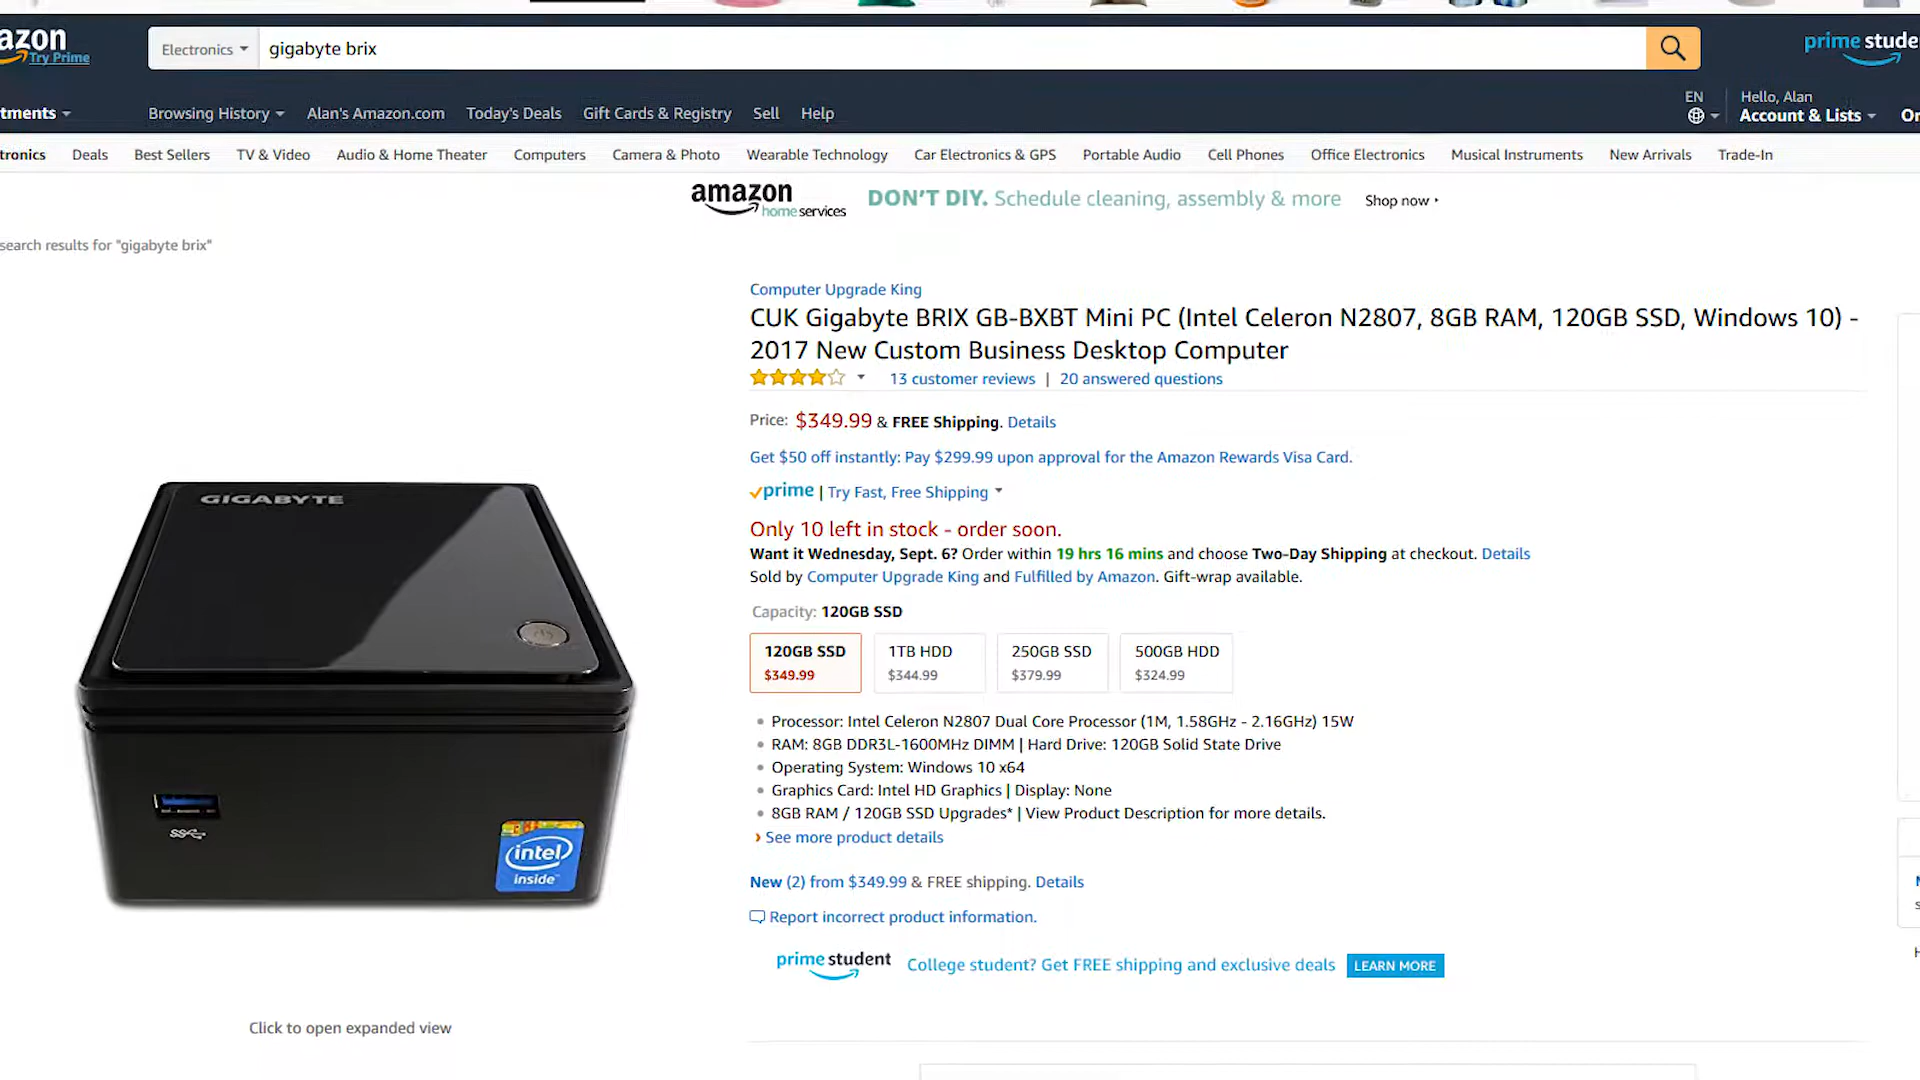 azon
Try Prime
Electronics
gigabyte brix
prime stude
tments
Browsing History
Alan's Amazon.com
Today's Deals
Gift Cards & Registry
Sell
Help
EN
Hello, Alan
Account & Lists
Or
tronics
Deals
Best Sellers
TV & Video
Audio & Home Theater
Computers
Camera & Photo
Wearable Technology
Car Electronics & GPS
Portable Audio
Cell Phones
Office Electronics
Musical Instruments
New Arrivals
Trade-In
amazon
home services
DON'T DIY. Schedule cleaning, assembly & more
Shop now
search results for "gigabyte brix"
Computer Upgrade King
CUK Gigabyte BRIX GB-BXBT Mini PC (Intel Celeron N2807, 8GB RAM, 120GB SSD, Windows 10) -
2017 New Custom Business Desktop Computer
13 customer reviews | 20 answered questions
Price: $349.99 & FREE Shipping. Details
Get $50 off instantly: Pay $299.99 upon approval for the Amazon Rewards Visa Card.
prime | Try Fast, Free Shipping
Only 10 left in stock - order soon.
Want it Wednesday, Sept. 6? Order within 19 hrs 16 mins and choose Two-Day Shipping at checkout. Details
Sold by Computer Upgrade King and Fulfilled by Amazon. Gift-wrap available.
Capacity: 120GB SSD
120GB SSD
$349.99
1TB HDD
$344.99
250GB SSD
$379.99
500GB HDD
$324.99
Processor: Intel Celeron N2807 Dual Core Processor (1M, 1.58GHz - 2.16GHz) 15W
RAM: 8GB DDR3L-1600MHz DIMM | Hard Drive: 120GB Solid State Drive
Operating System: Windows 10 x64
Graphics Card: Intel HD Graphics | Display: None
8GB RAM / 120GB SSD Upgrades* | View Product Description for more details.
› See more product details
New (2) from $349.99 & FREE shipping. Details
Report incorrect product information.
prime student
College student? Get FREE shipping and exclusive deals
LEARN MORE
GIGABYTE
intel
inside
Click to open expanded view